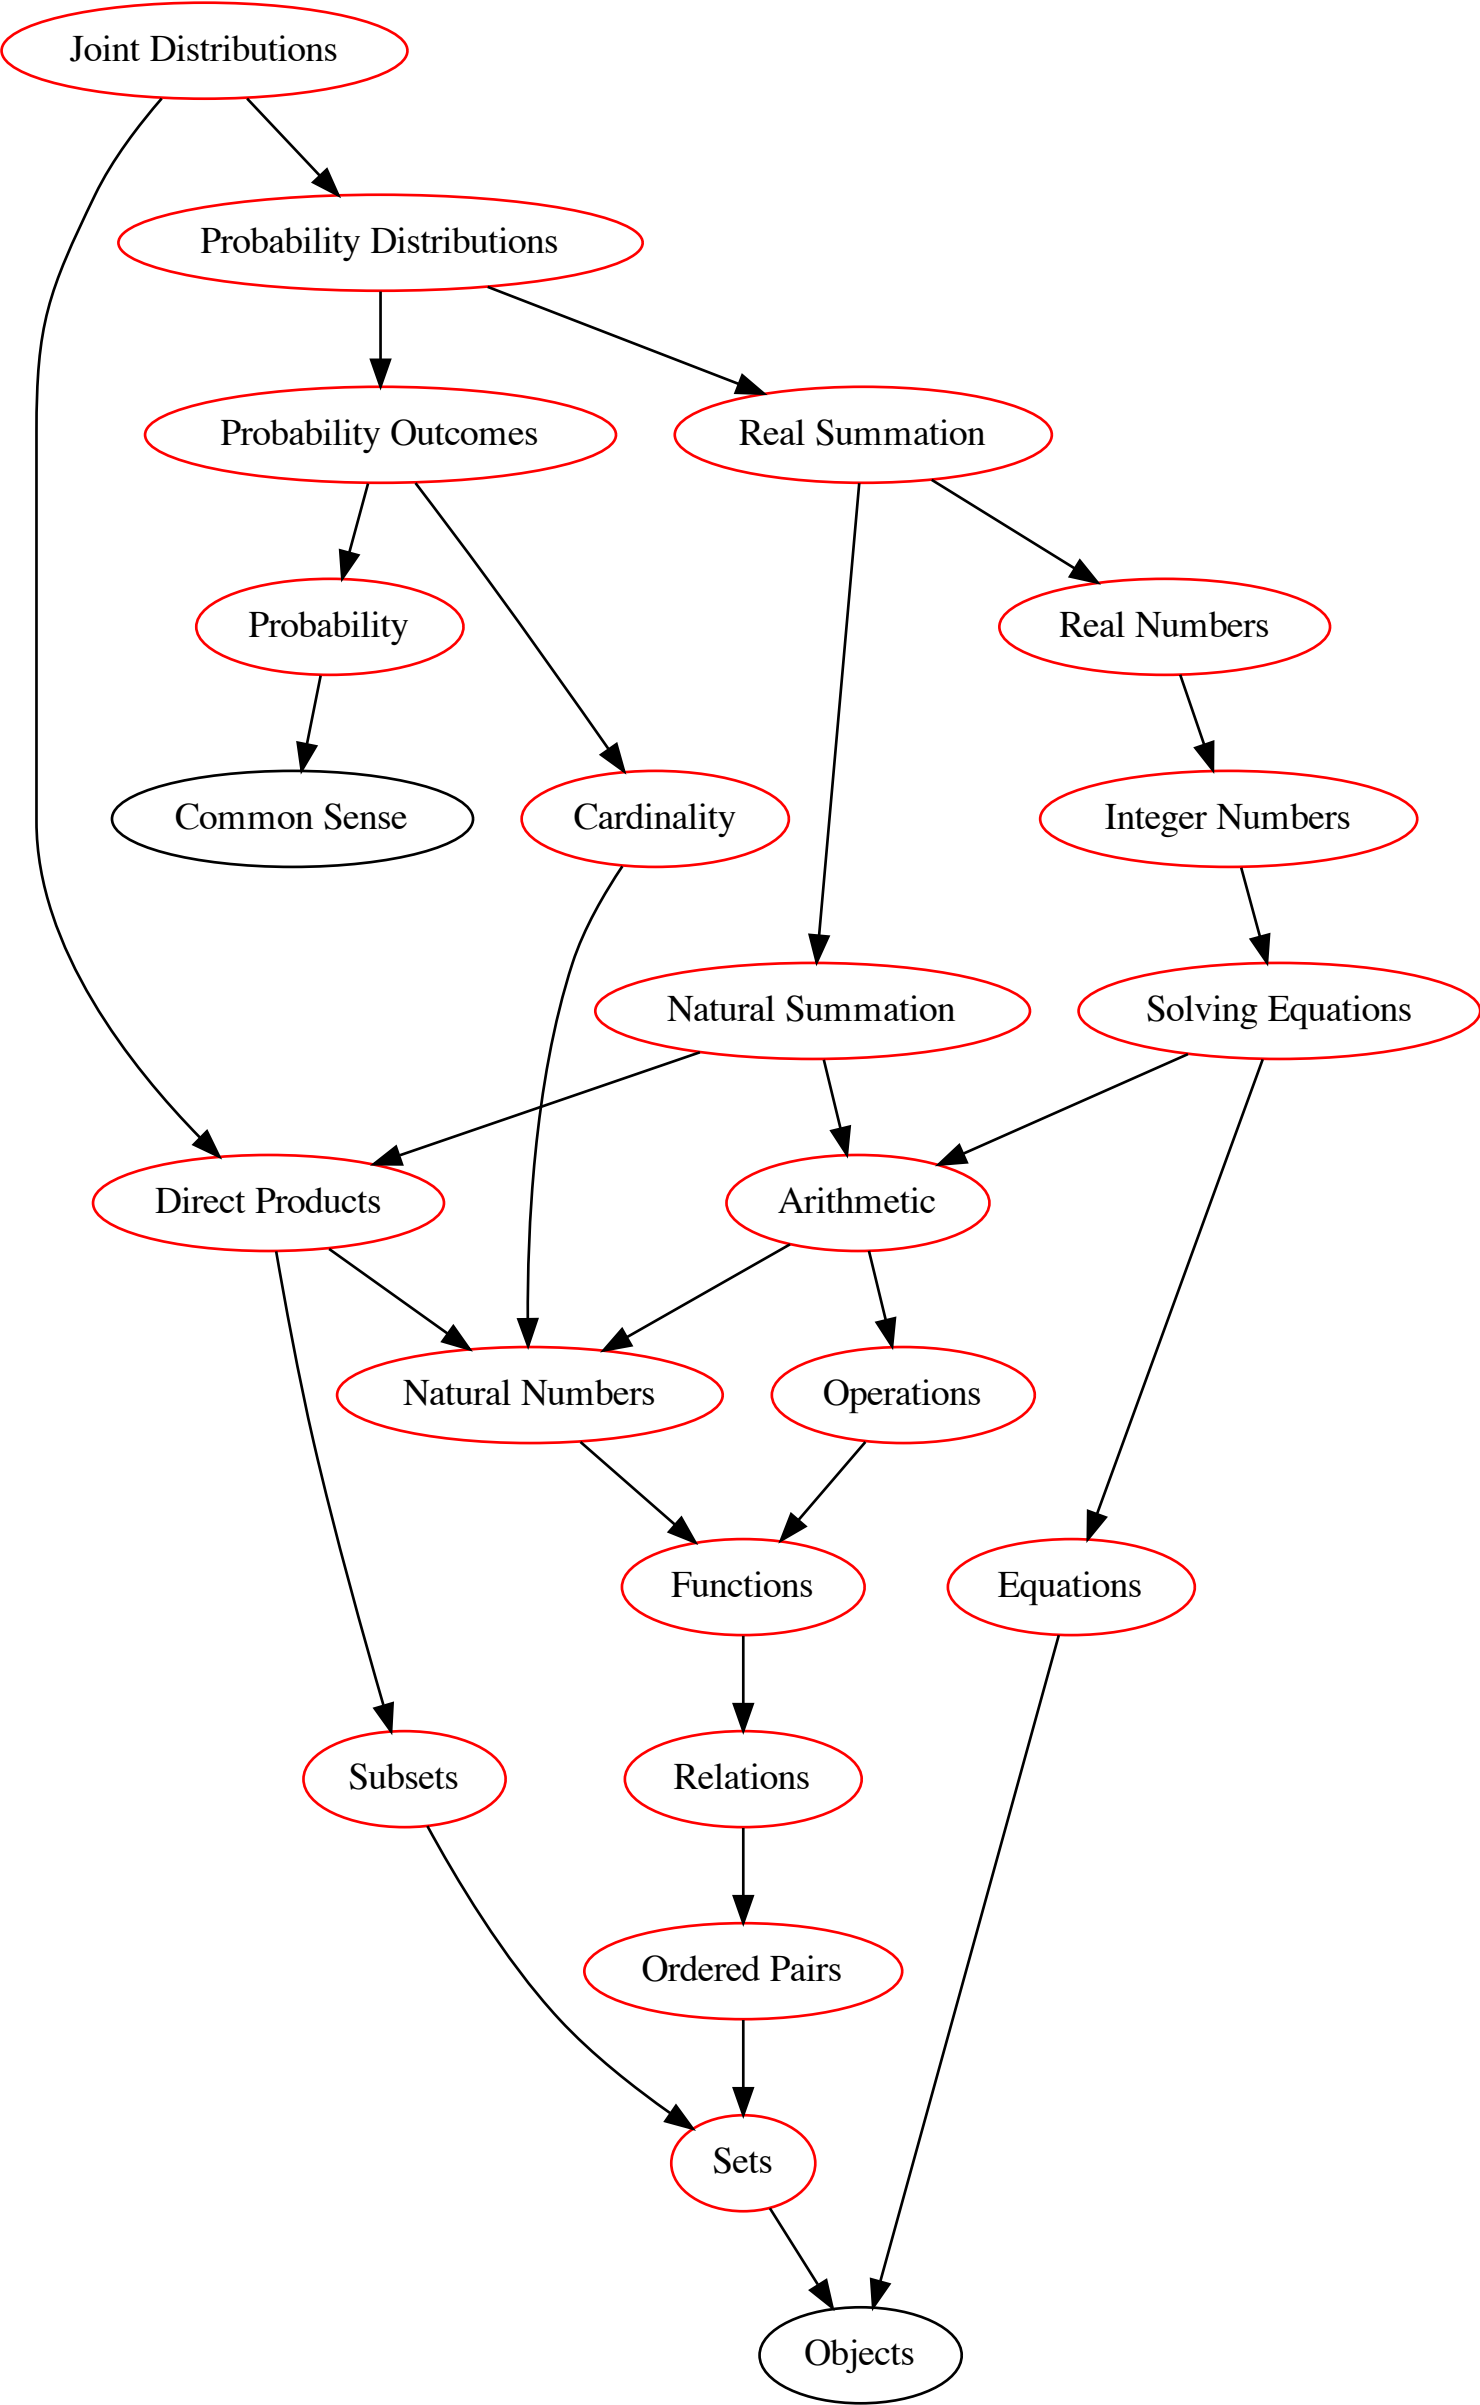 Joint Distributions
Probability Distributions
Probability Outcomes
Real Summation
Probability
Real Numbers
Common Sense
Cardinality
Integer Numbers
Natural Summation
Solving Equations
Direct Products
Arithmetic
Natural Numbers
Operations
Functions
Equations
Subsets
Relations
Ordered Pairs
Sets
Objects